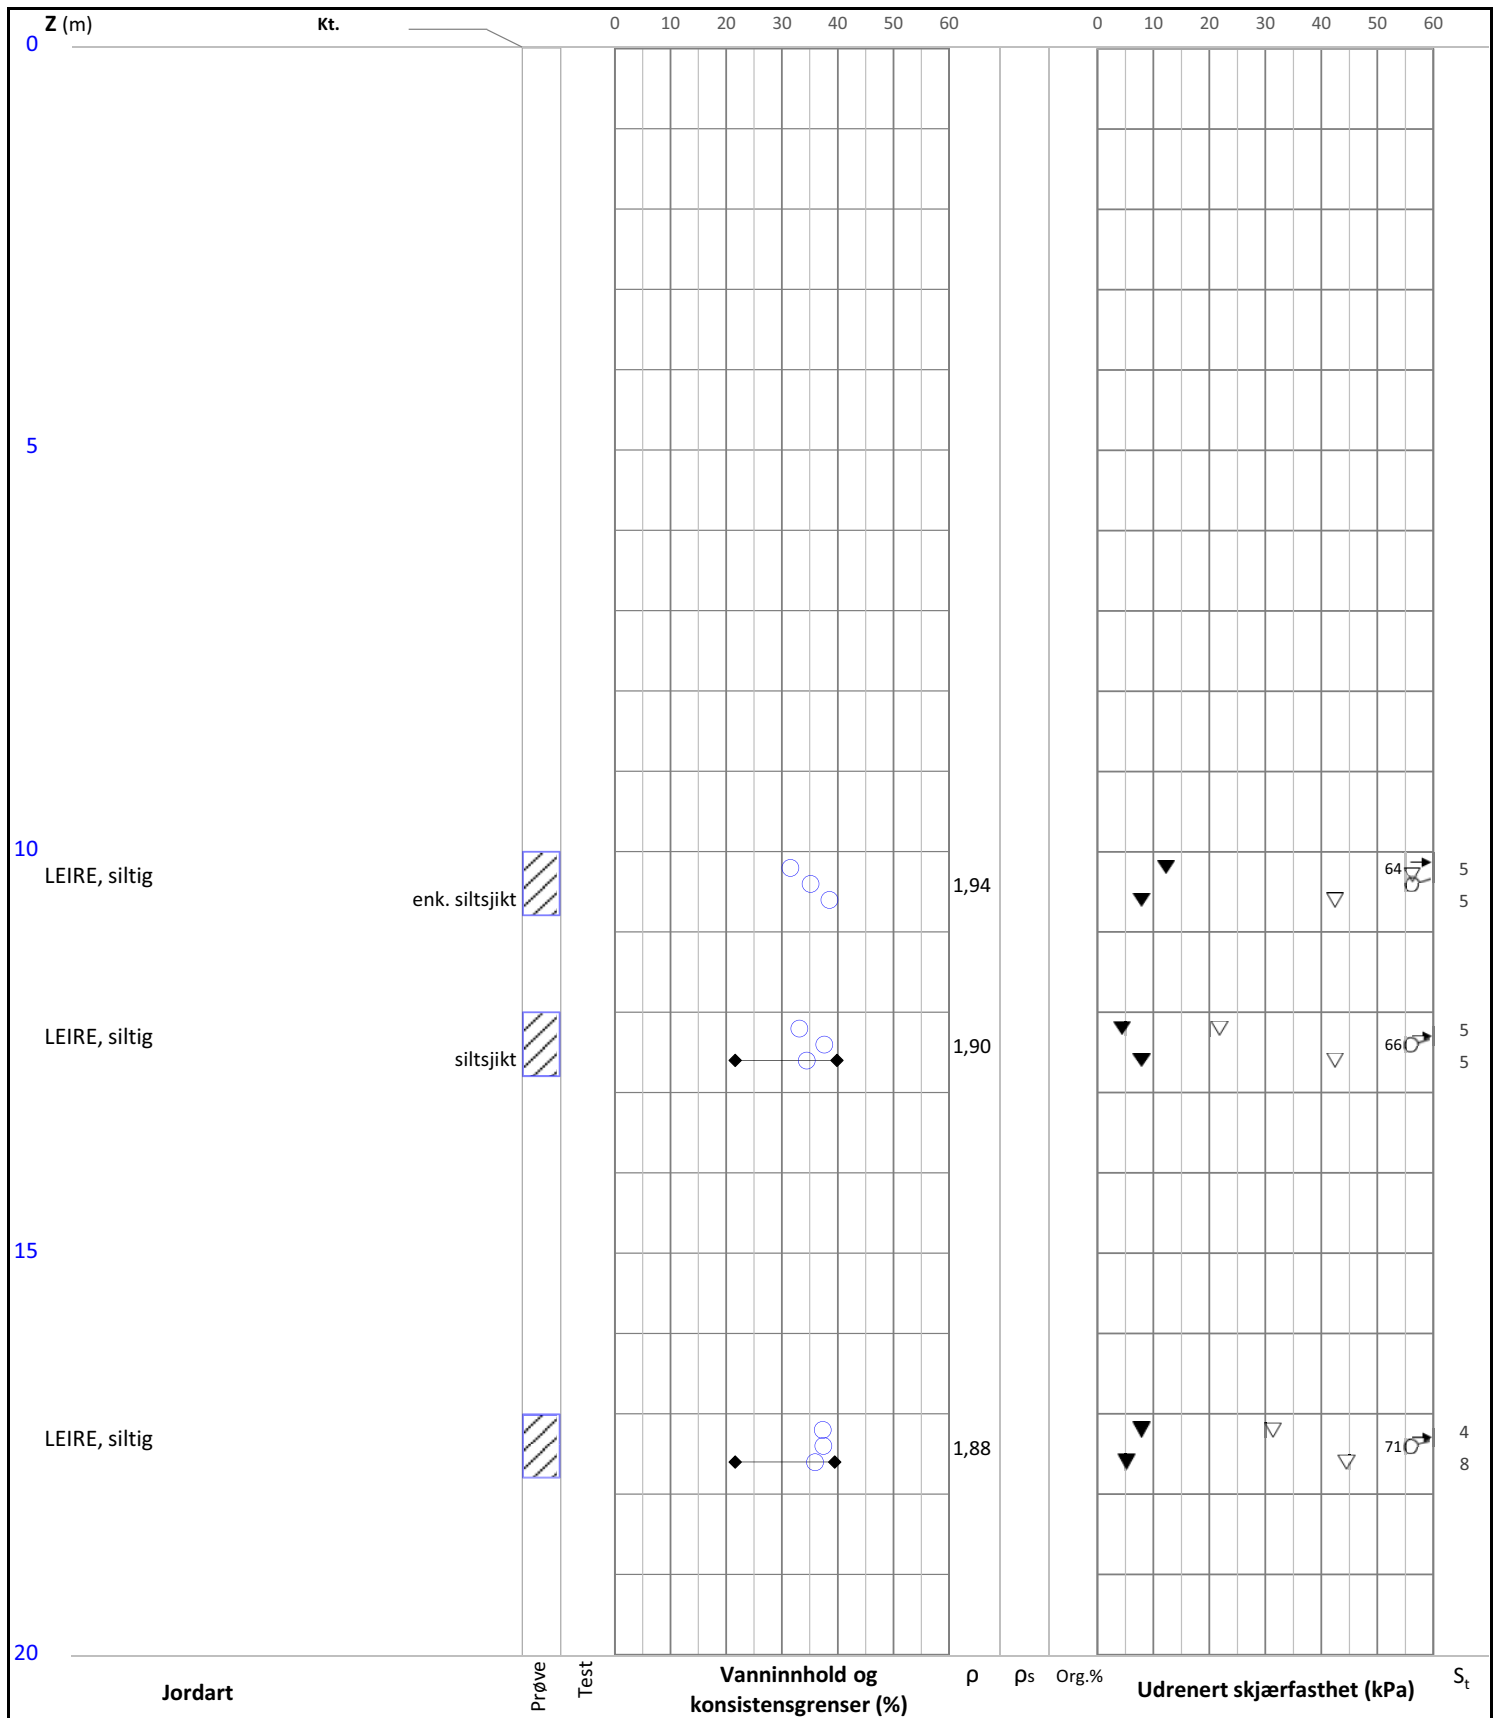 Z (m) Kt. 0 10 20 30 40 50 60 0 10 20 30 40 50 60
0
5
10
LEIRE, siltig 64 5
1,94
enk. siltsjikt 5
LEIRE, siltig 5
1,90 66
siltsjikt 5
15
LEIRE, siltig 4
1,88 71
8
20
Jordart Prøve Test Vanninnhold og ρ ρs Org.% Udrenert skjærfasthet (kPa) St
konsistensgrenser (%)